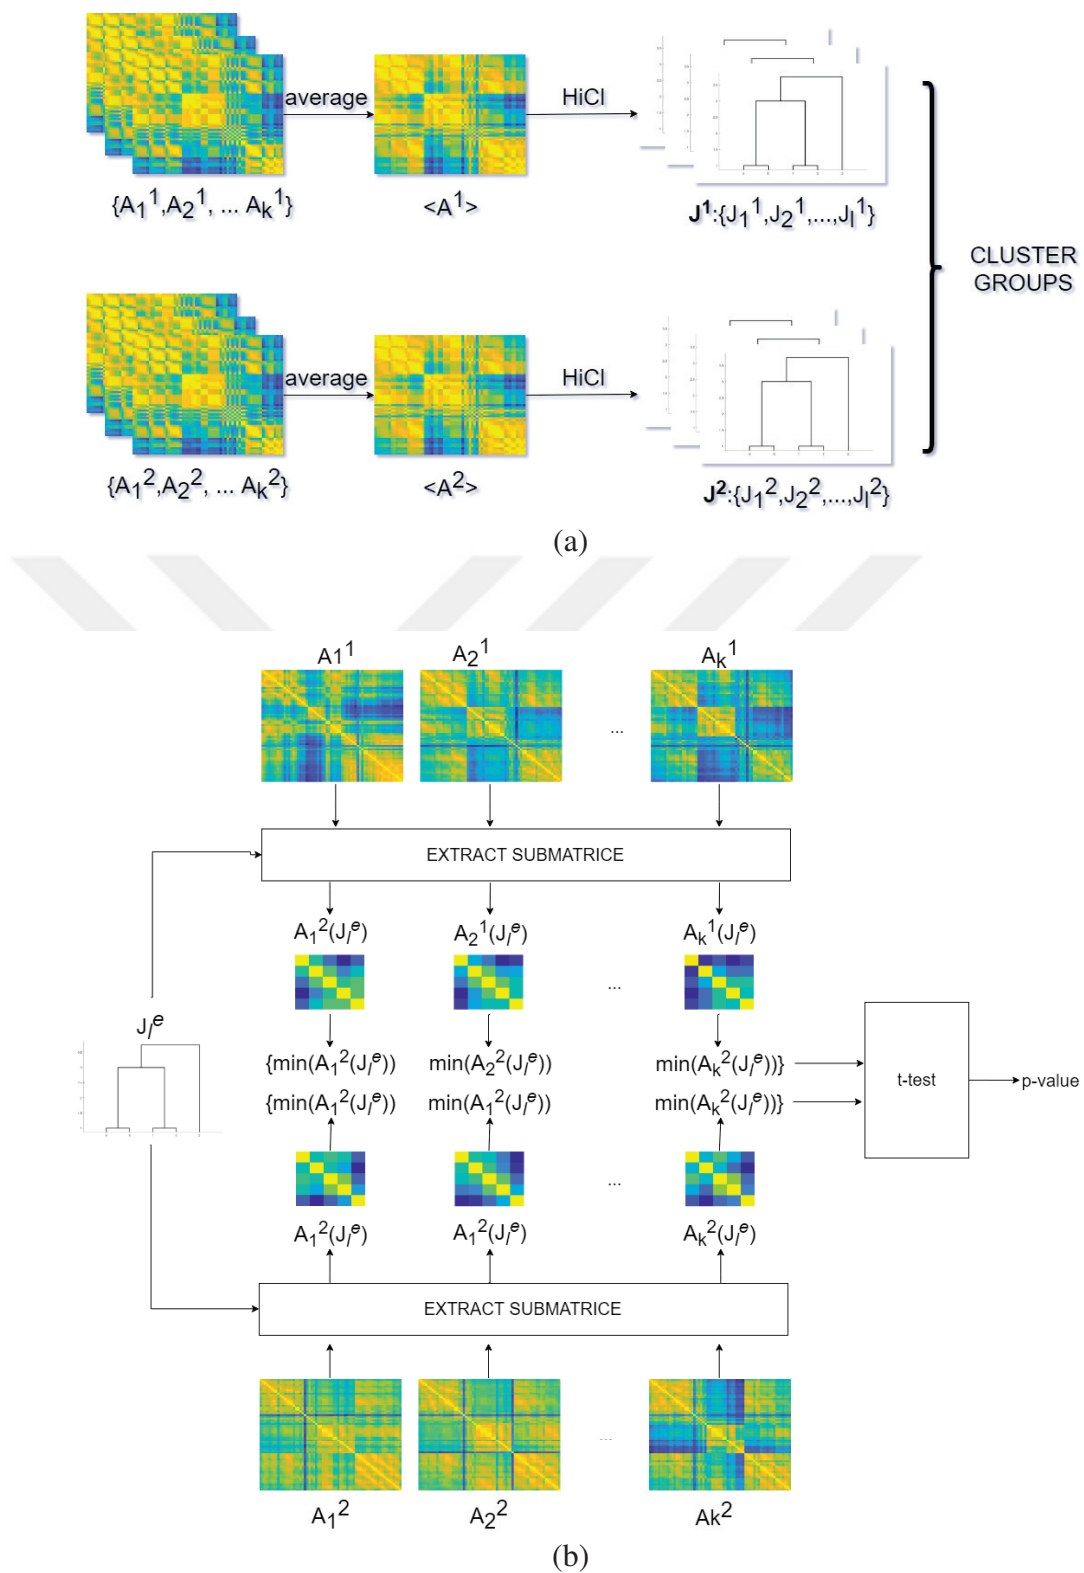 average
HiCl
{A₁¹,A₂¹, ... Aₖ¹}
<A¹>
J¹:{J₁¹,J₂¹,...,Jₗ¹}
CLUSTER
GROUPS
average
HiCl
{A₁²,A₂², ... Aₖ²}
<A²>
J²:{J₁²,J₂²,...,Jₗ²}
(a)
A1¹ A₂¹ Aₖ¹
...
EXTRACT SUBMATRICE
A₁²(Jₗᵉ) A₂¹(Jₗᵉ) Aₖ¹(Jₗᵉ)
...
Jₗᵉ
{min(A₁²(Jₗᵉ)) min(A₂²(Jₗᵉ)) min(Aₖ²(Jₗᵉ))}
t-test p-value
{min(A₁²(Jₗᵉ)) min(A₁²(Jₗᵉ)) min(Aₖ²(Jₗᵉ))}
...
A₁²(Jₗᵉ) A₁²(Jₗᵉ) Aₖ²(Jₗᵉ)
EXTRACT SUBMATRICE
...
A₁² A₂² Ak²
(b)